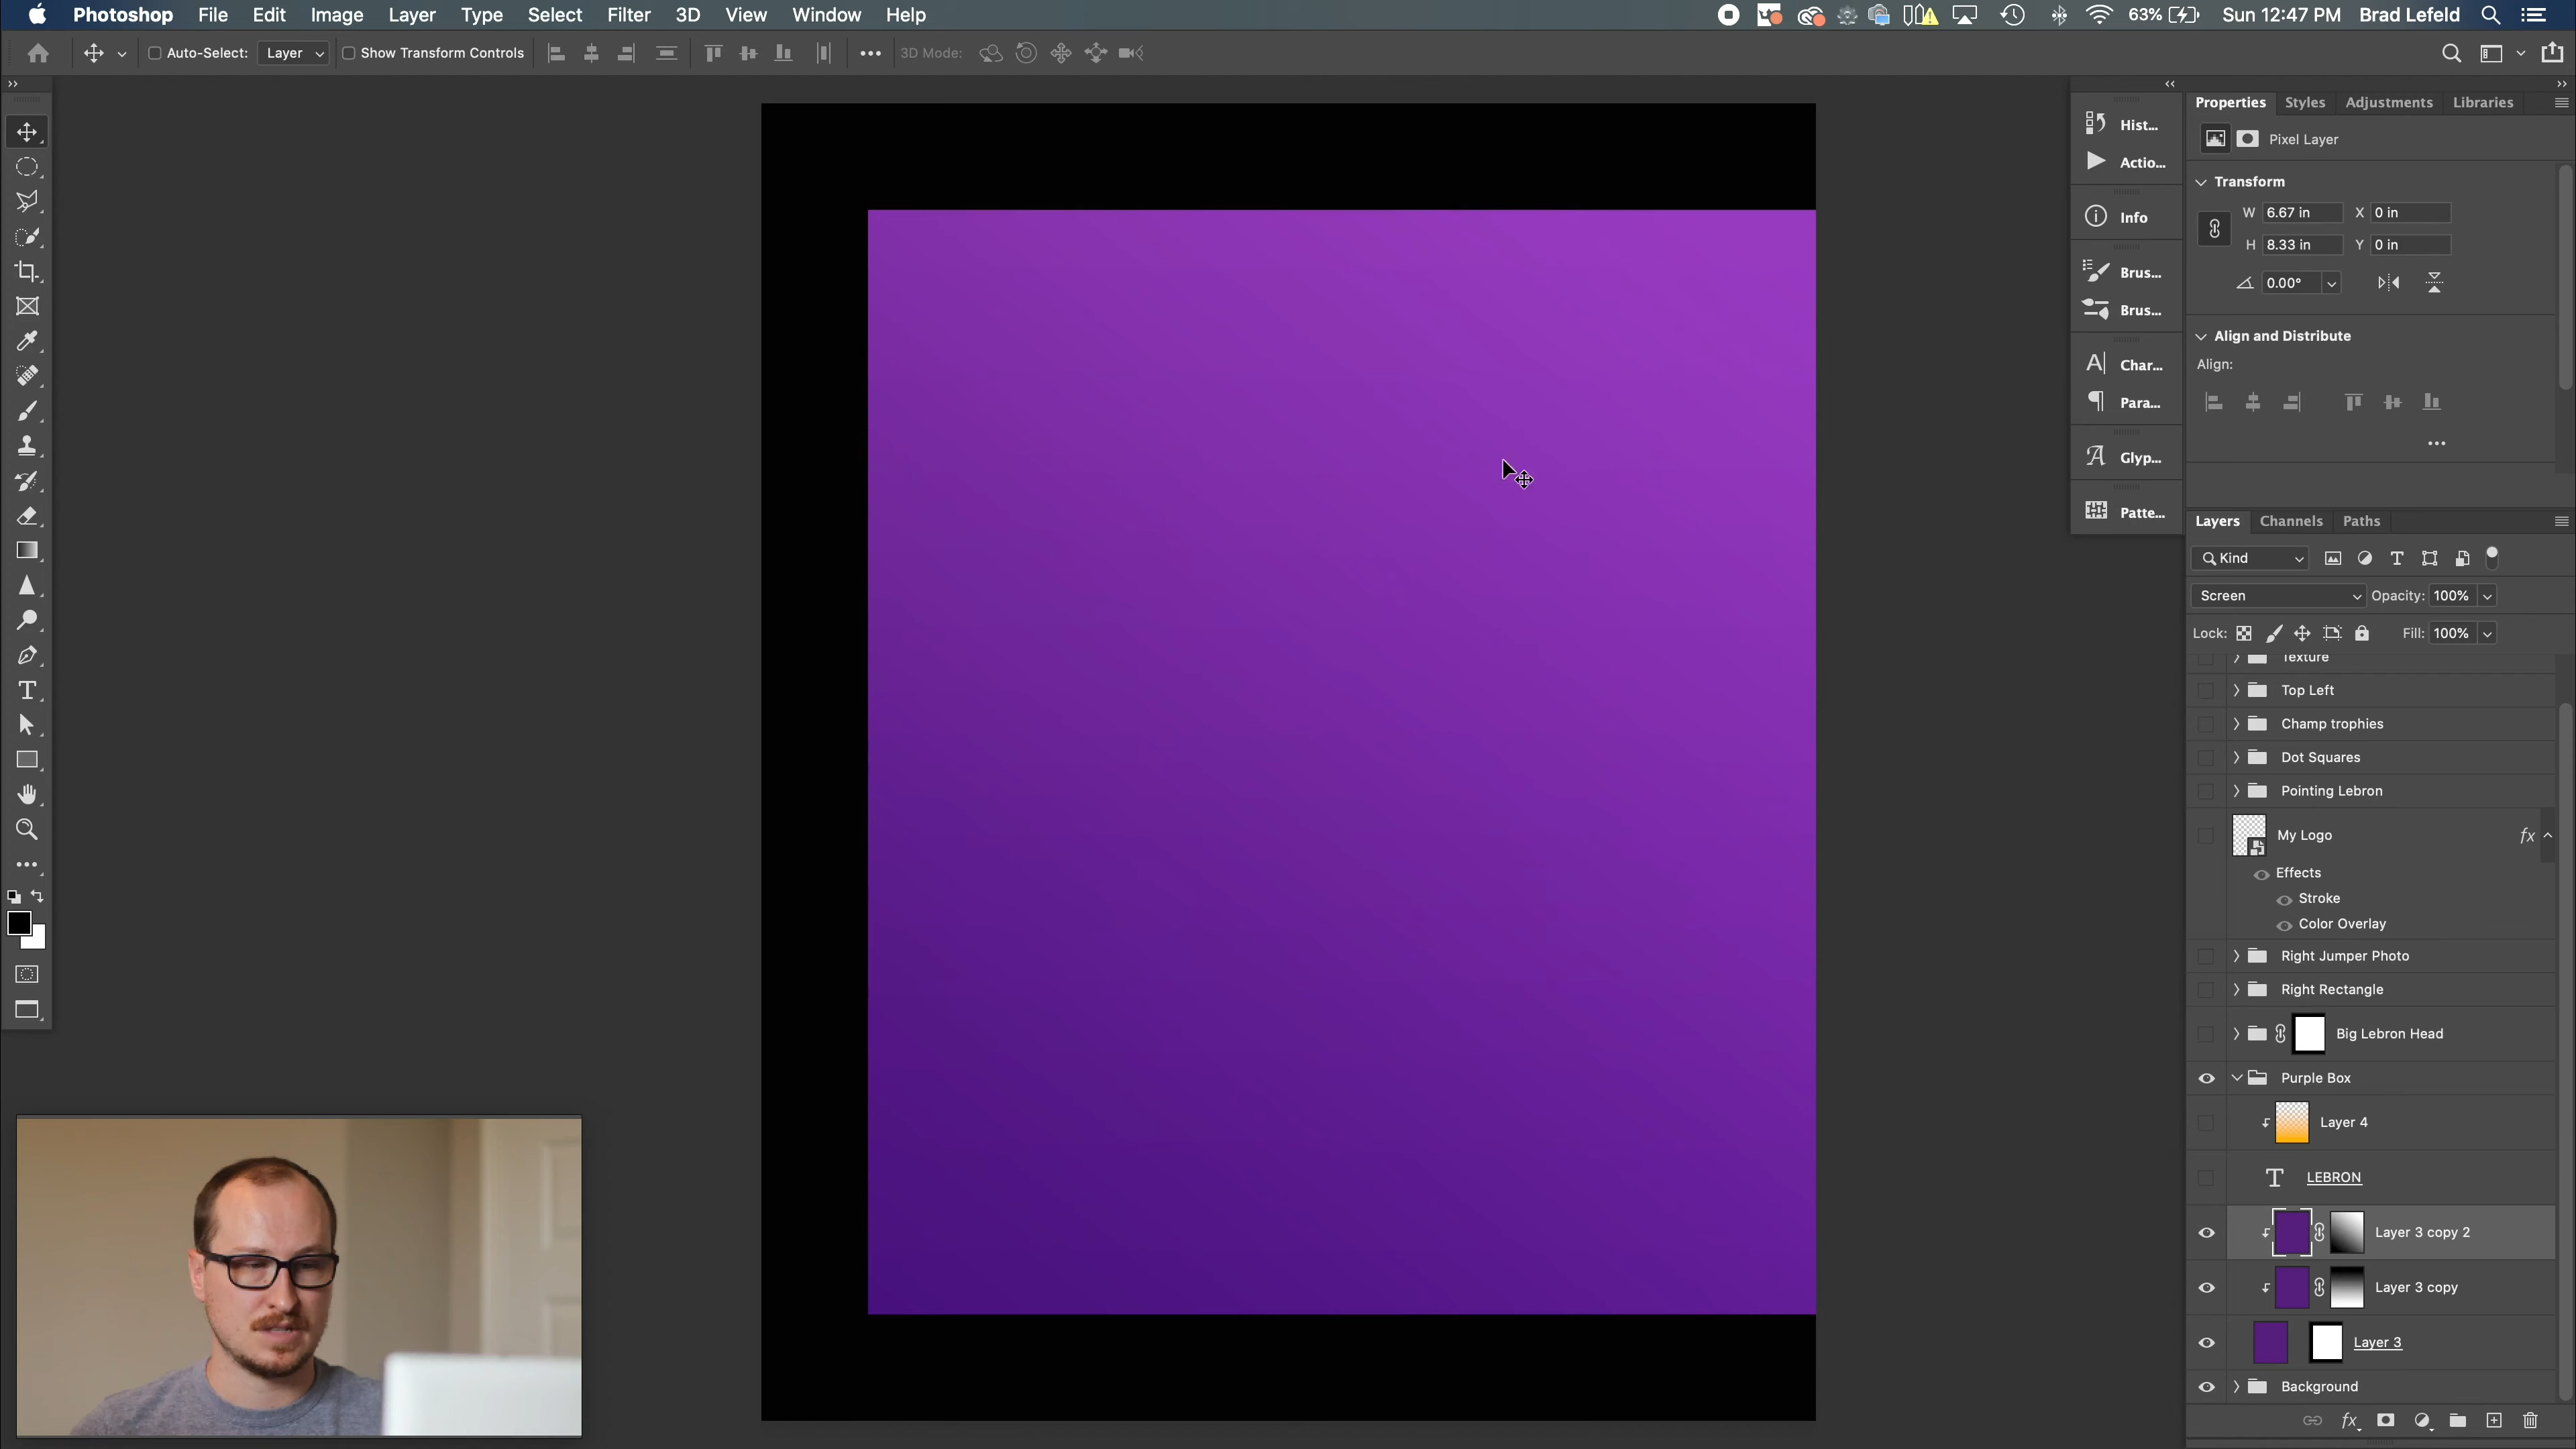 Photoshop File Edit Image Layer Type Select Filter 3D View Window Help 63% Sun 12:47 PM Brad Lefeld
Auto-Select: Layer Show Transform Controls 3D Mode:
Properties Styles Adjustments Libraries
Hist...
Pixel Layer
Actio...
Transform
W 6.67 in X 0 in
Info
H 8.33 in Y 0 in
Brus...
0.00°
Brus...
Align and Distribute
Char...
Align:
Para...
Glyp...
Patte...
Layers Channels Paths
Kind
Screen Opacity: 100%
Lock: Fill: 100%
Texture
Top Left
Champ trophies
Dot Squares
Pointing Lebron
My Logo fx
Effects
Stroke
Color Overlay
Right Jumper Photo
Right Rectangle
Big Lebron Head
Purple Box
Layer 4
LEBRON
Layer 3 copy 2
Layer 3 copy
Layer 3
Background
fx